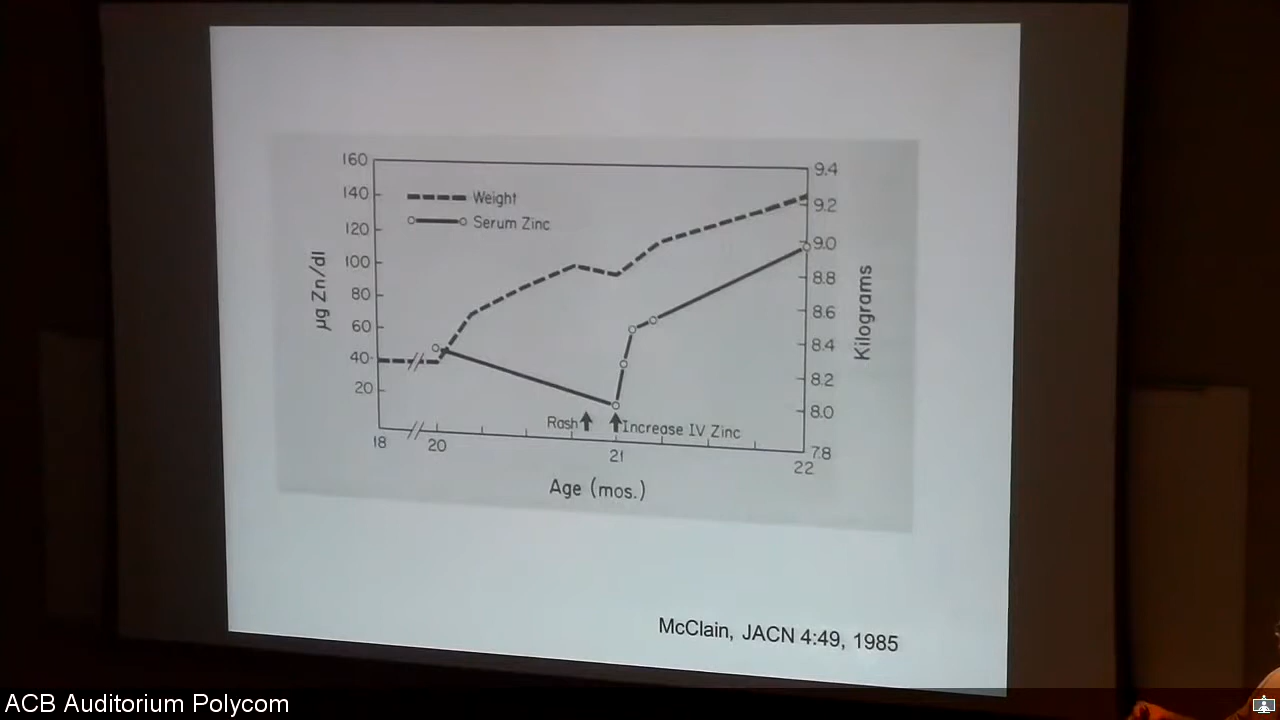 160
140
120
100
80
60
40
20
µg Zn/dl
Weight
Serum Zinc
9.4
9.2
9.0
8.8
8.6
8.4
8.2
8.0
7.8
Kilograms
Rash
Increase IV Zinc
18
20
21
22
Age (mos.)
McClain, JACN 4:49, 1985
ACB Auditorium Polycom